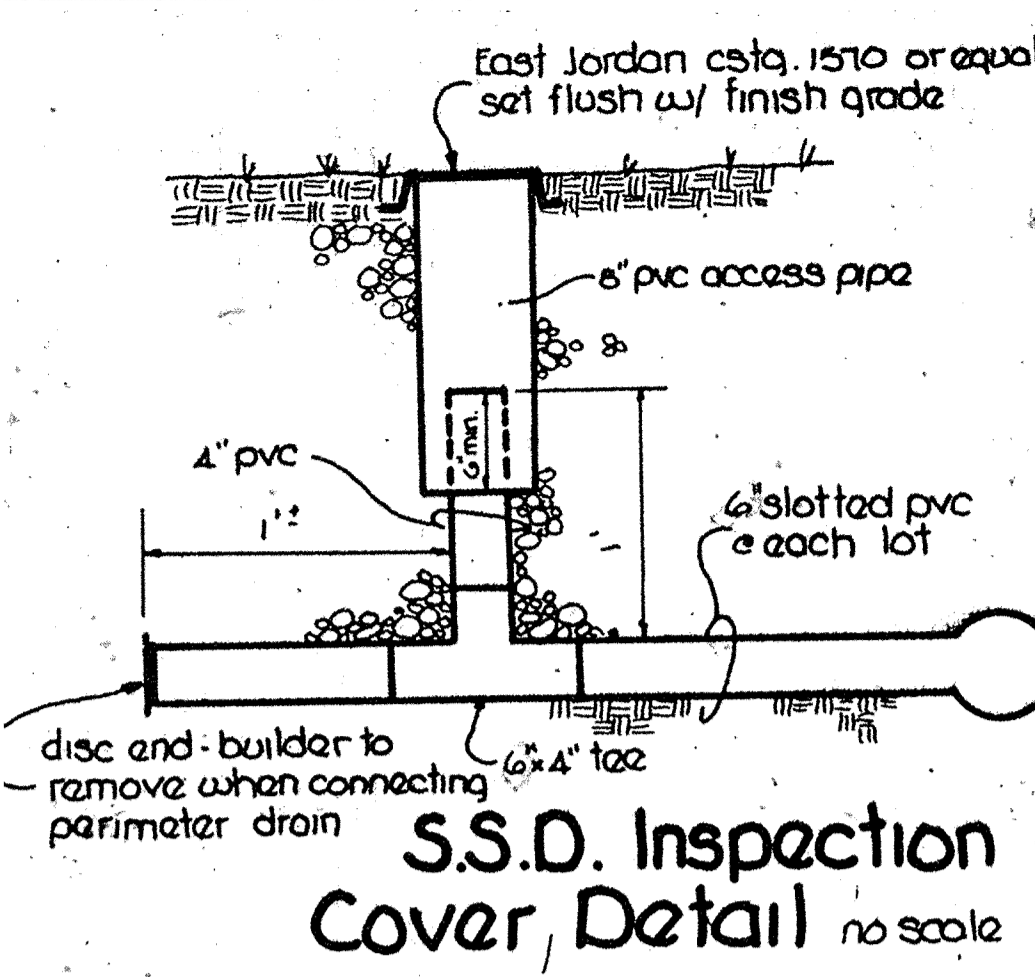 East Jordan cstg. 1570 or equal
set flush w/ finish grade
8" pvc access pipe
6" min.
4" pvc
1'±
6" slotted pvc
@ each lot
disc end - builder to
remove when connecting
perimeter drain
6"x4" tee
S.S.D. Inspection
Cover Detail no scale